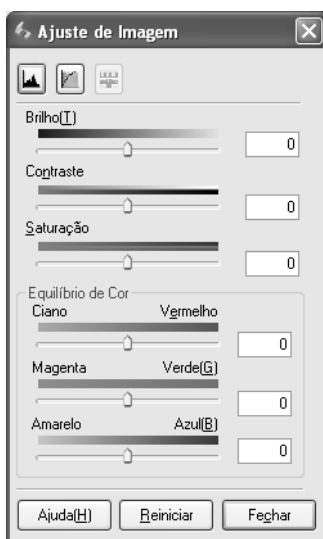 Ajuste de Imagem
Brilho(T)
0
Contraste
0
Saturação
0
Equilíbrio de Cor
Ciano Vermelho
0
Magenta Verde(G)
0
Amarelo Azul(B)
0
Ajuda(H) Reiniciar Fechar